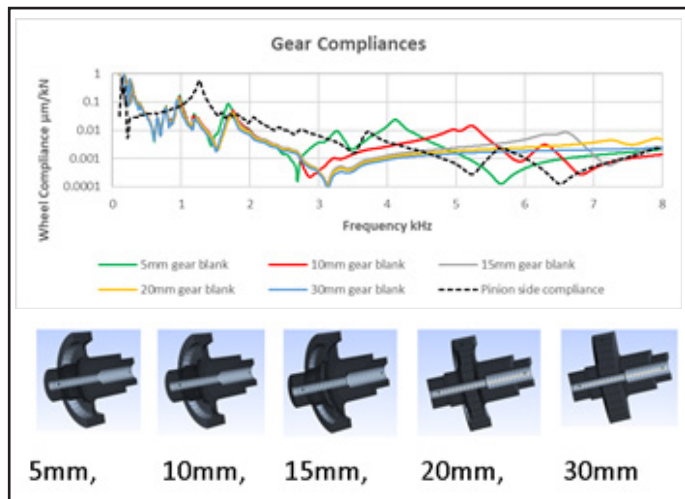 Gear Compliances
Wheel Compliance µm/kN
1
0.1
0.01
0.001
0.0001
0 1 2 3 4 5 6 7 8
Frequency kHz
5mm gear blank 10mm gear blank 15mm gear blank
20mm gear blank 30mm gear blank Pinion side compliance
5mm, 10mm, 15mm, 20mm, 30mm